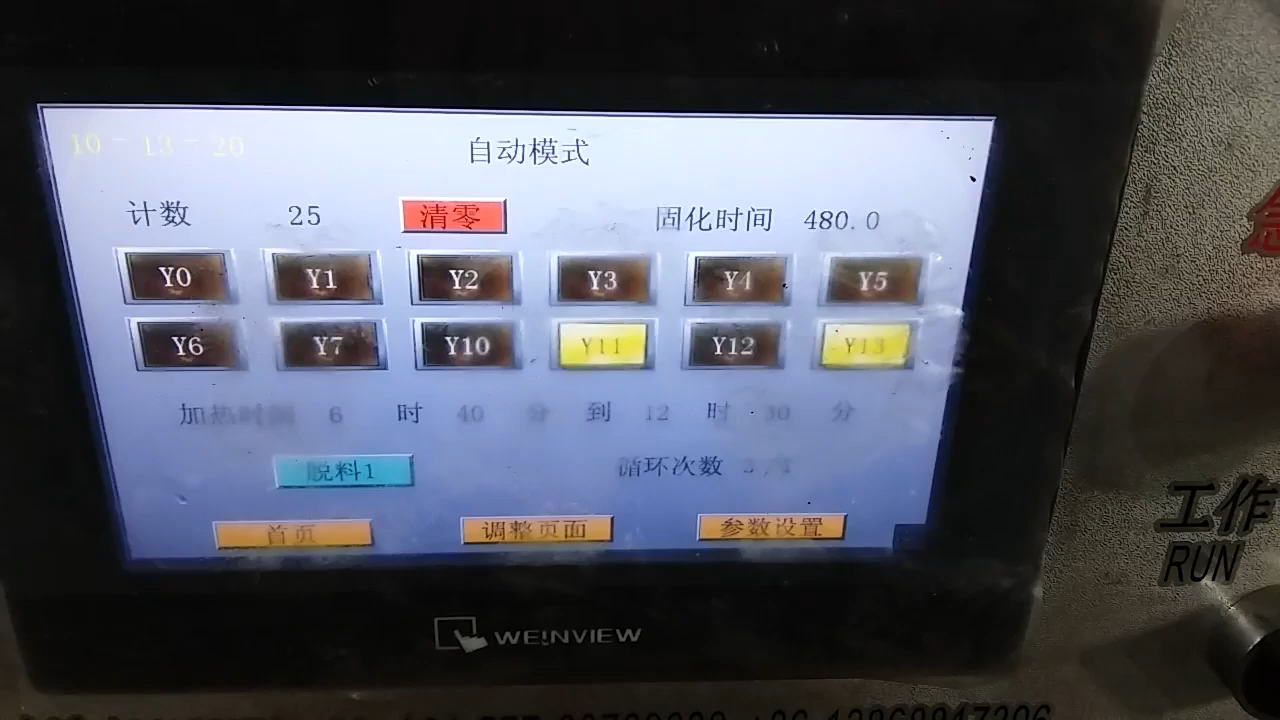 10 - 13 - 20
自动模式
计数 25 清零 固化时间 480.0
Y0 Y1 Y2 Y3 Y4 Y5
Y6 Y7 Y10 Y11 Y12 Y13
加热时间 6 时 40 分 到 12 时 30 分
脱料1 循环次数
首页 调整页面 参数设置
WEINVIEW
急
工作
RUN